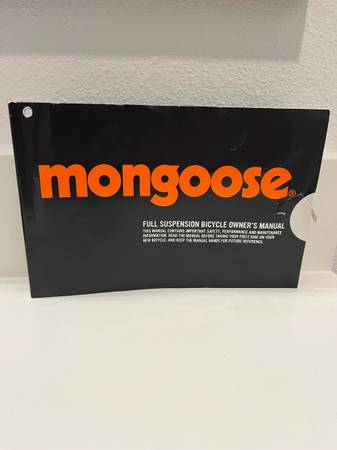 mongoose®
FULL SUSPENSION BICYCLE OWNER'S MANUAL
THIS MANUAL CONTAINS IMPORTANT SAFETY, PERFORMANCE AND MAINTENANCE
INFORMATION. READ THE MANUAL BEFORE TAKING YOUR FIRST RIDE ON YOUR
NEW BICYCLE, AND KEEP THE MANUAL HANDY FOR FUTURE REFERENCE.